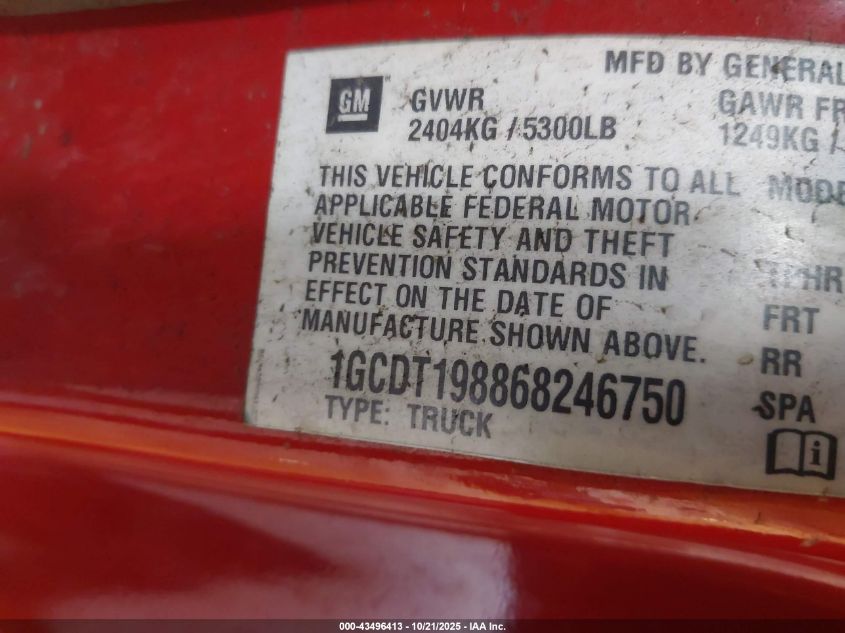 MFD BY GENERAL
GM
GVWR
GAWR FR
2404KG / 5300LB
1249KG /
THIS VEHICLE CONFORMS TO ALL
MODE
APPLICABLE FEDERAL MOTOR
VEHICLE SAFETY AND THEFT
PREVENTION STANDARDS IN
EFFECT ON THE DATE OF
FRT
MANUFACTURE SHOWN ABOVE.
RR
1GCDT198868246750
SPA
TYPE: TRUCK
i
000-43496413 - 10/21/2025 - IAA Inc.